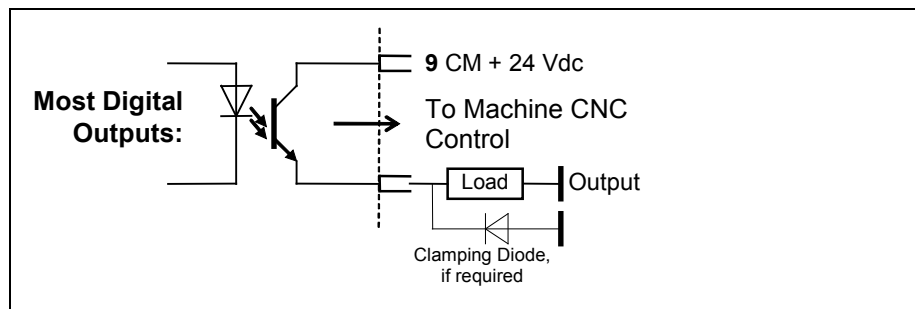 9 CM + 24 Vdc
Most Digital
Outputs:
To Machine CNC
Control
Load
Output
Clamping Diode,
if required